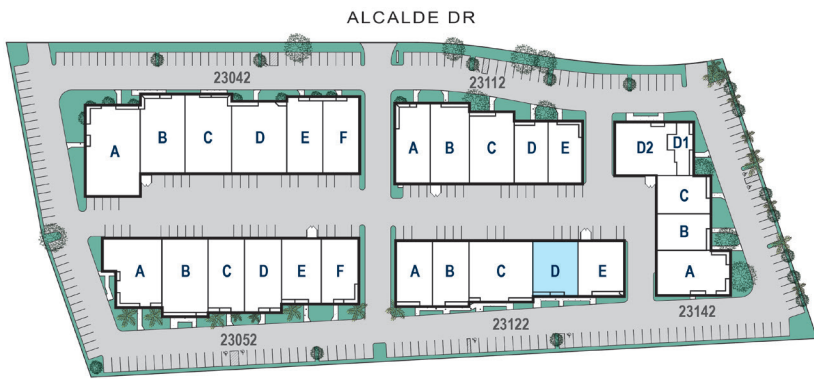 ALCALDE DR
23042
23112
A B C D E F
A B C D E
D2 D1
C
B
A
A B C D E F
A B C D E
23052
23122
23142